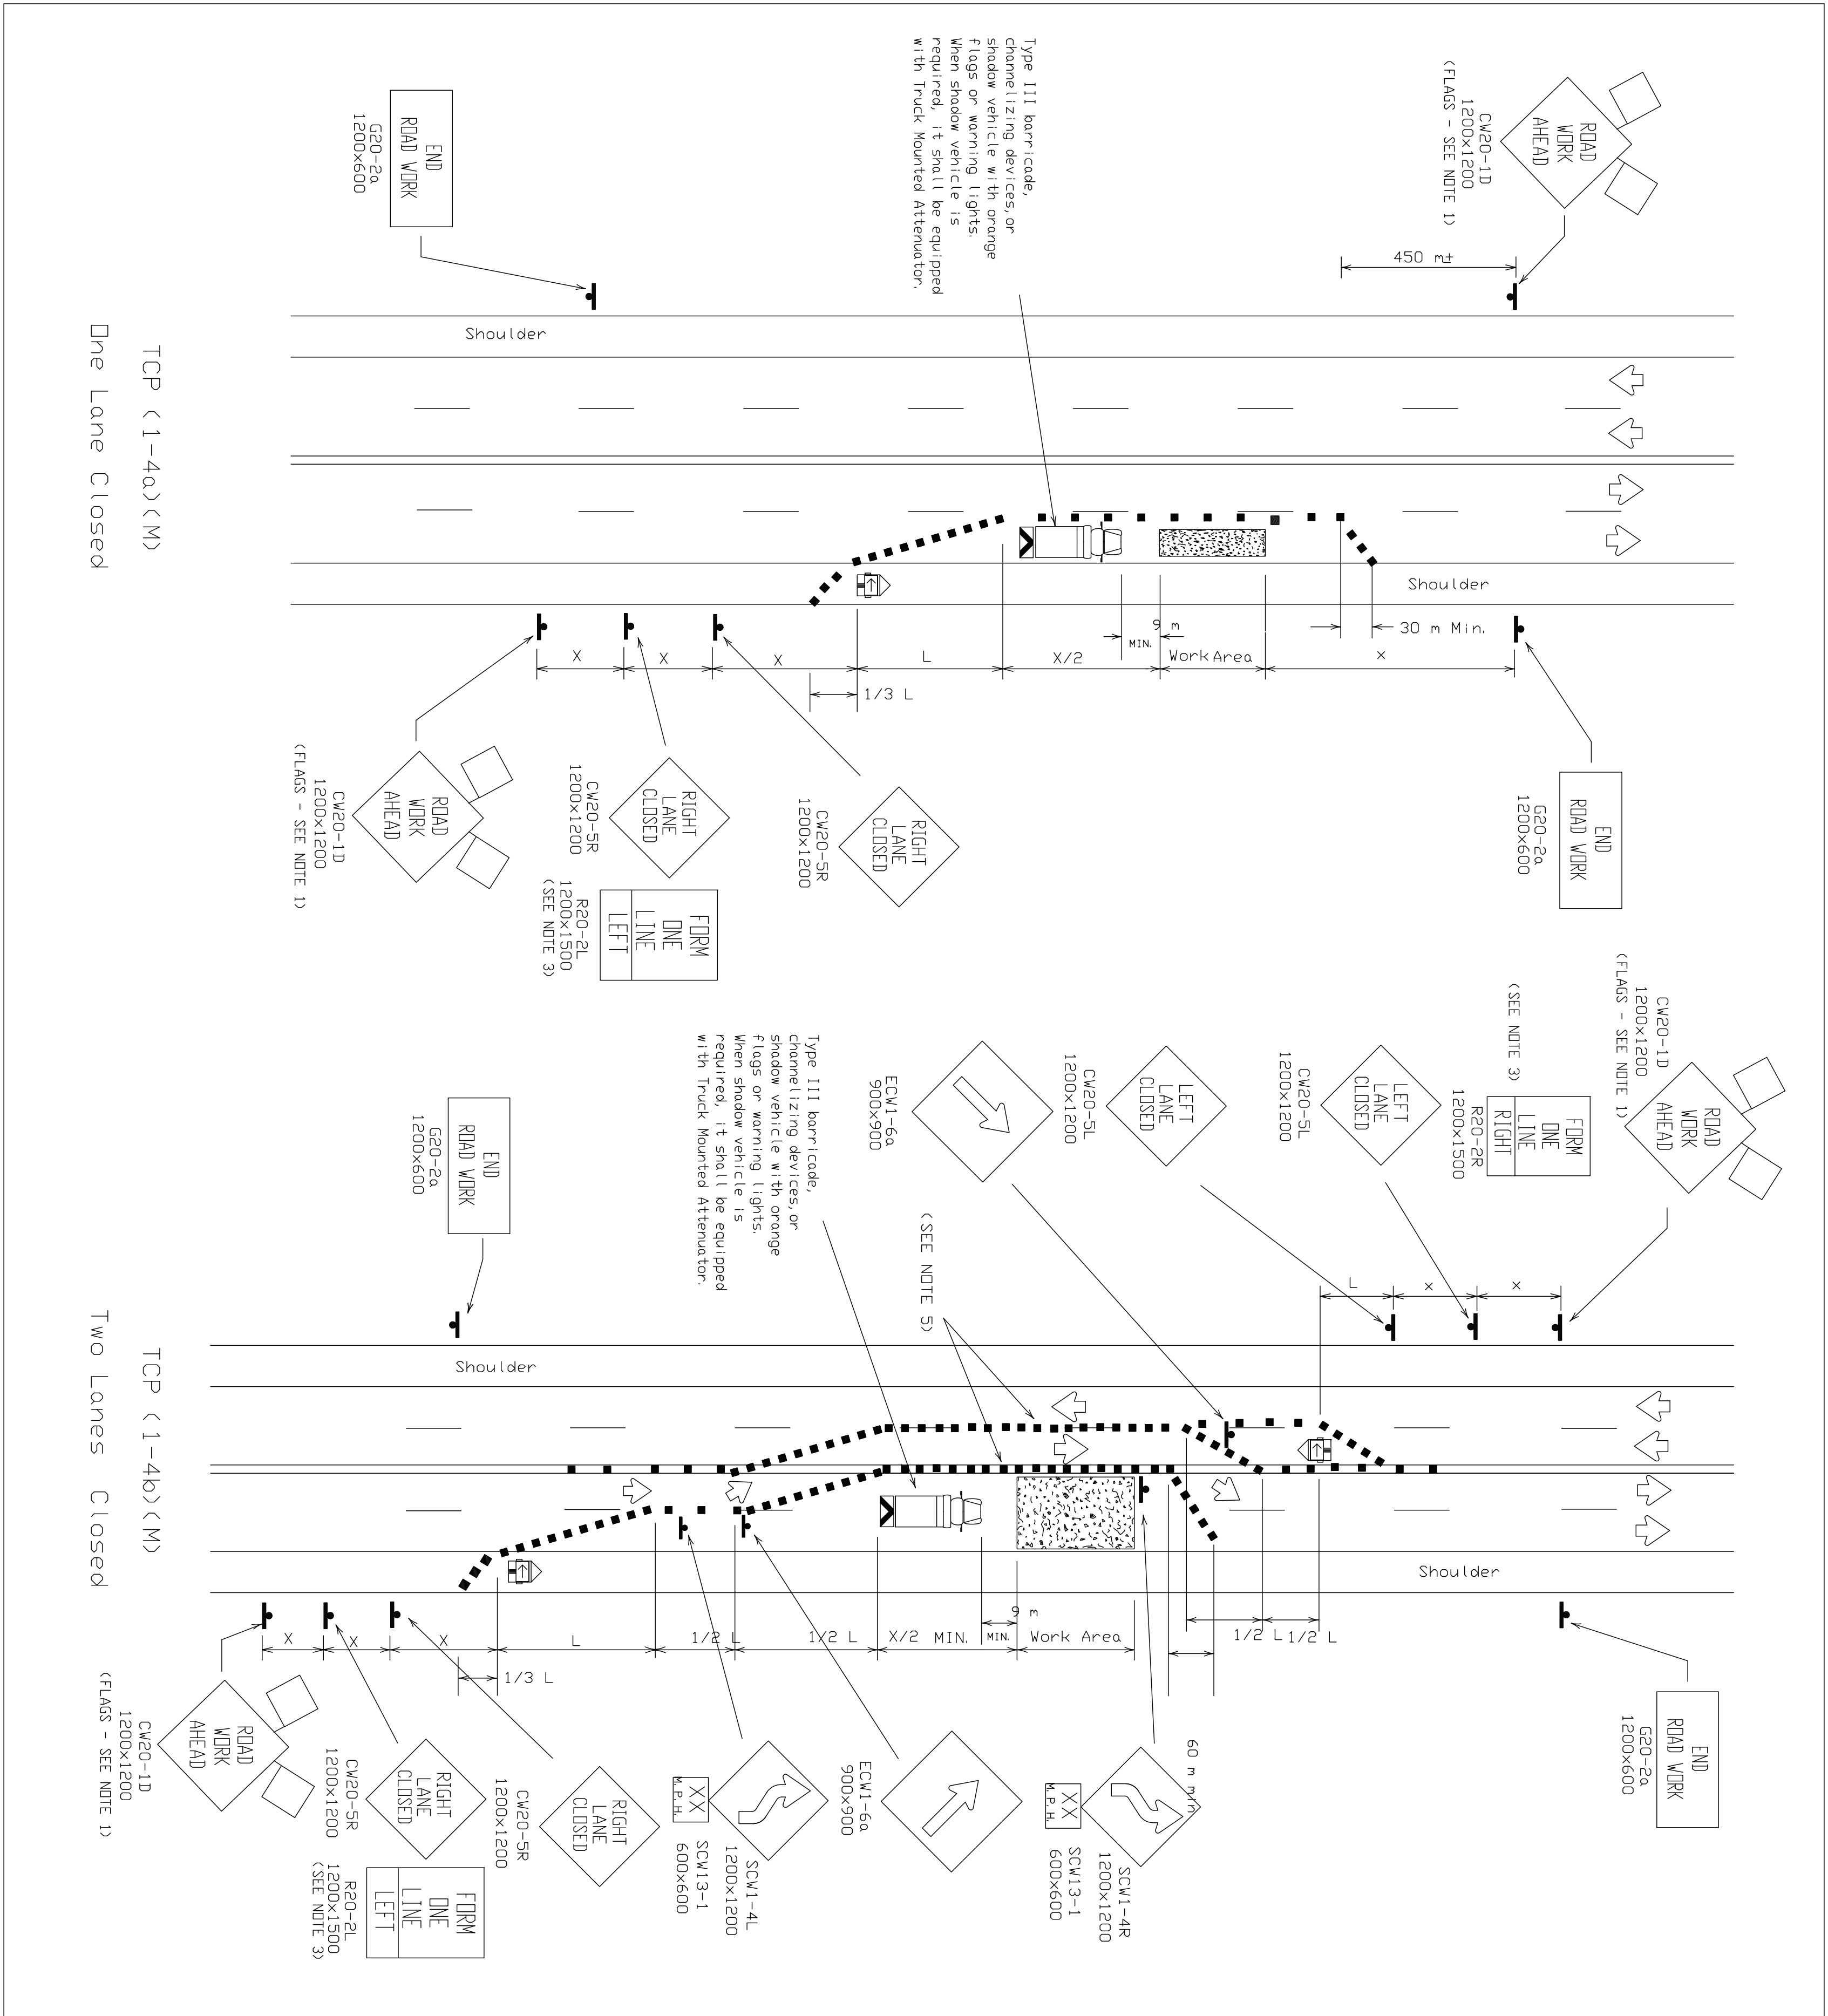 Type III barricade,
channelizing devices,or
shadow vehicle with orange
flags or warning lights.
When shadow vehicle is
required, it shall be equipped
with Truck Mounted Attenuator.
ROAD
WORK
AHEAD
CW20-1D
1200x1200
(FLAGS - SEE NOTE 1)
END
ROAD WORK
G20-2a
1200x600
450 m±
Shoulder
Shoulder
TCP (1-4a)(M)
One Lane Closed
9 m
MIN.
30 m Min.
X
X
X
L
X/2
Work Area
x
1/3 L
ROAD
WORK
AHEAD
CW20-1D
1200x1200
(FLAGS - SEE NOTE 1)
RIGHT
LANE
CLOSED
CW20-5R
1200x1200
FORM
ONE
LINE
LEFT
R20-2L
1200x1500
(SEE NOTE 3)
RIGHT
LANE
CLOSED
CW20-5R
1200x1200
END
ROAD WORK
G20-2a
1200x600
ROAD
WORK
AHEAD
CW20-1D
1200x1200
(FLAGS - SEE NOTE 1)
FORM
ONE
LINE
RIGHT
R20-2R
1200x1500
(SEE NOTE 3)
LEFT
LANE
CLOSED
CW20-5L
1200x1200
LEFT
LANE
CLOSED
CW20-5L
1200x1200
ECW1-6a
900x900
Type III barricade,
channelizing devices,or
shadow vehicle with orange
flags or warning lights.
When shadow vehicle is
required, it shall be equipped
with Truck Mounted Attenuator.
(SEE NOTE 5)
END
ROAD WORK
G20-2a
1200x600
L
x
x
Shoulder
Shoulder
TCP (1-4b)(M)
Two Lanes Closed
9 m
X
X
X
L
1/2 L
1/2 L
X/2 MIN.
MIN.
Work Area
1/2 L
1/2 L
1/3 L
60 m min
ROAD
WORK
AHEAD
CW20-1D
1200x1200
(FLAGS - SEE NOTE 1)
RIGHT
LANE
CLOSED
CW20-5R
1200x1200
FORM
ONE
LINE
LEFT
R20-2L
1200x1500
(SEE NOTE 3)
RIGHT
LANE
CLOSED
CW20-5R
1200x1200
XX
M.P.H.
SCW1-4L
1200x1200
SCW13-1
600x600
ECW1-6a
900x900
XX
M.P.H.
SCW1-4R
1200x1200
SCW13-1
600x600
END
ROAD WORK
G20-2a
1200x600